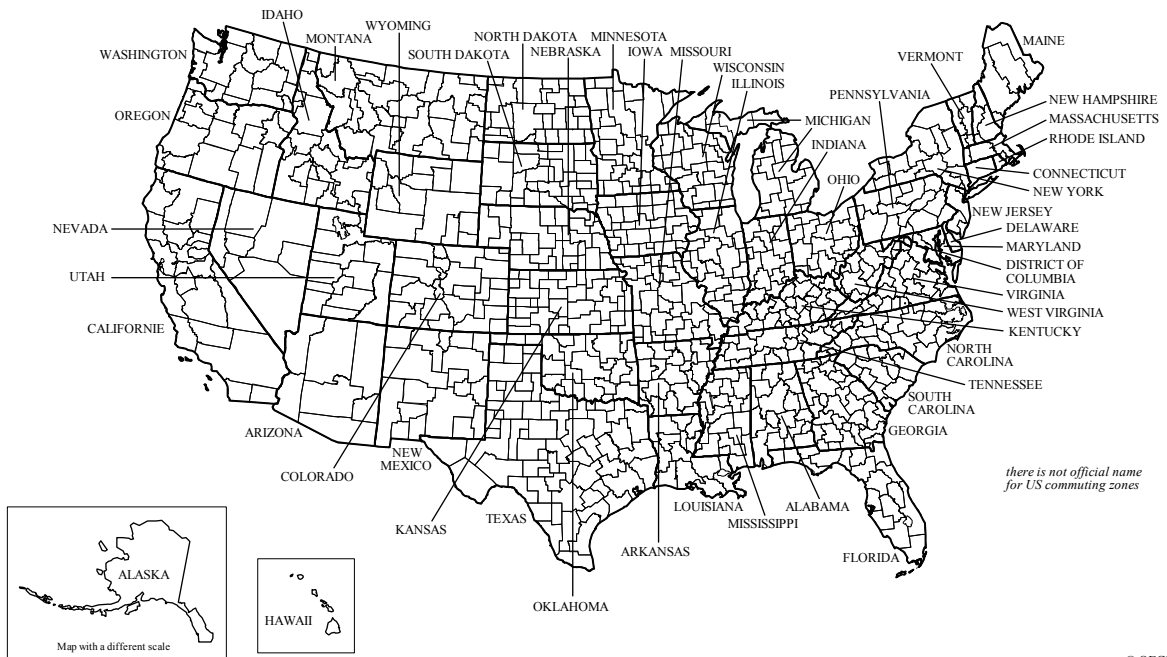 IDAHO
WYOMING
MONTANA
WASHINGTON
NORTH DAKOTA
MINNESOTA
SOUTH DAKOTA
NEBRASKA
IOWA
MISSOURI
WISCONSIN
ILLINOIS
VERMONT
MAINE
PENNSYLVANIA
OREGON
NEW HAMPSHIRE
MASSACHUSETTS
MICHIGAN
RHODE ISLAND
INDIANA
OHIO
CONNECTICUT
NEW YORK
NEW JERSEY
NEVADA
DELAWARE
MARYLAND
DISTRICT OF
COLUMBIA
UTAH
VIRGINIA
WEST VIRGINIA
CALIFORNIE
KENTUCKY
NORTH
CAROLINA
TENNESSEE
SOUTH
CAROLINA
ARIZONA
GEORGIA
NEW
MEXICO
COLORADO
there is not official name
for US commuting zones
LOUISIANA
ALABAMA
TEXAS
MISSISSIPPI
KANSAS
ARKANSAS
FLORIDA
ALASKA
OKLAHOMA
HAWAII
Map with a different scale